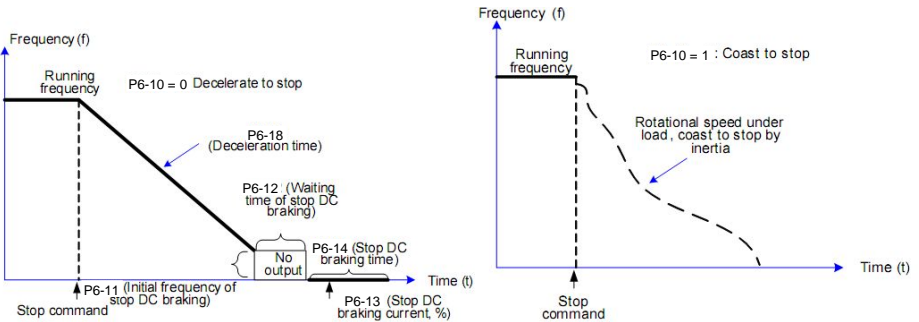 Frequency (f)
Running
frequency
P6-10 = 0 Decelerate to stop
P6-18
(Deceleration time)
P6-12 : (Waiting
time of stop DC
braking)
P6-14 (Stop DC
braking time)
No
output
Time (t)
P6-11 (Initial frequency of
stop DC braking)
Stop command
P6-13 (Stop DC
braking current, %)
Frequency (f)
Running
frequency
P6-10 = 1 : Coast to stop
Rotational speed under
load, coast to stop by
inertia
Time (t)
Stop
command